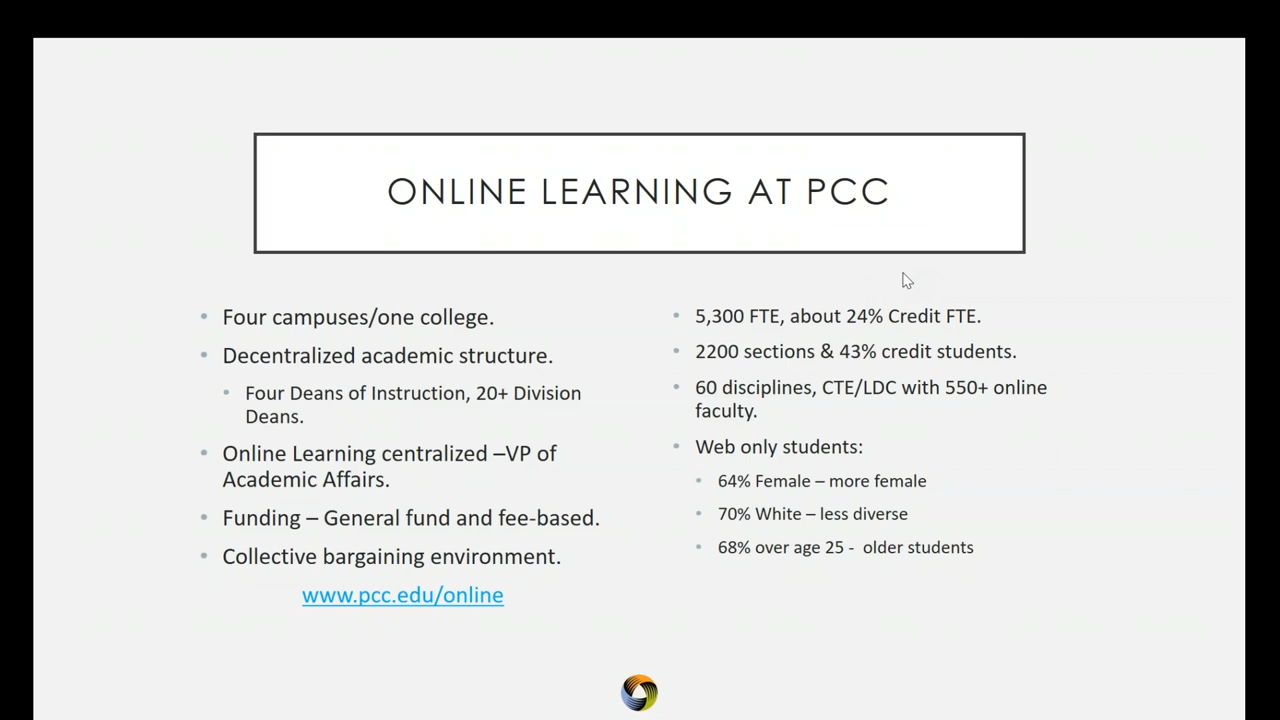 ONLINE LEARNING AT PCC
Four campuses/one college.
Decentralized academic structure.
Four Deans of Instruction, 20+ Division
Deans.
Online Learning centralized –VP of
Academic Affairs.
Funding – General fund and fee-based.
Collective bargaining environment.
www.pcc.edu/online
5,300 FTE, about 24% Credit FTE.
2200 sections & 43% credit students.
60 disciplines, CTE/LDC with 550+ online
faculty.
Web only students:
64% Female – more female
70% White – less diverse
68% over age 25 -  older students